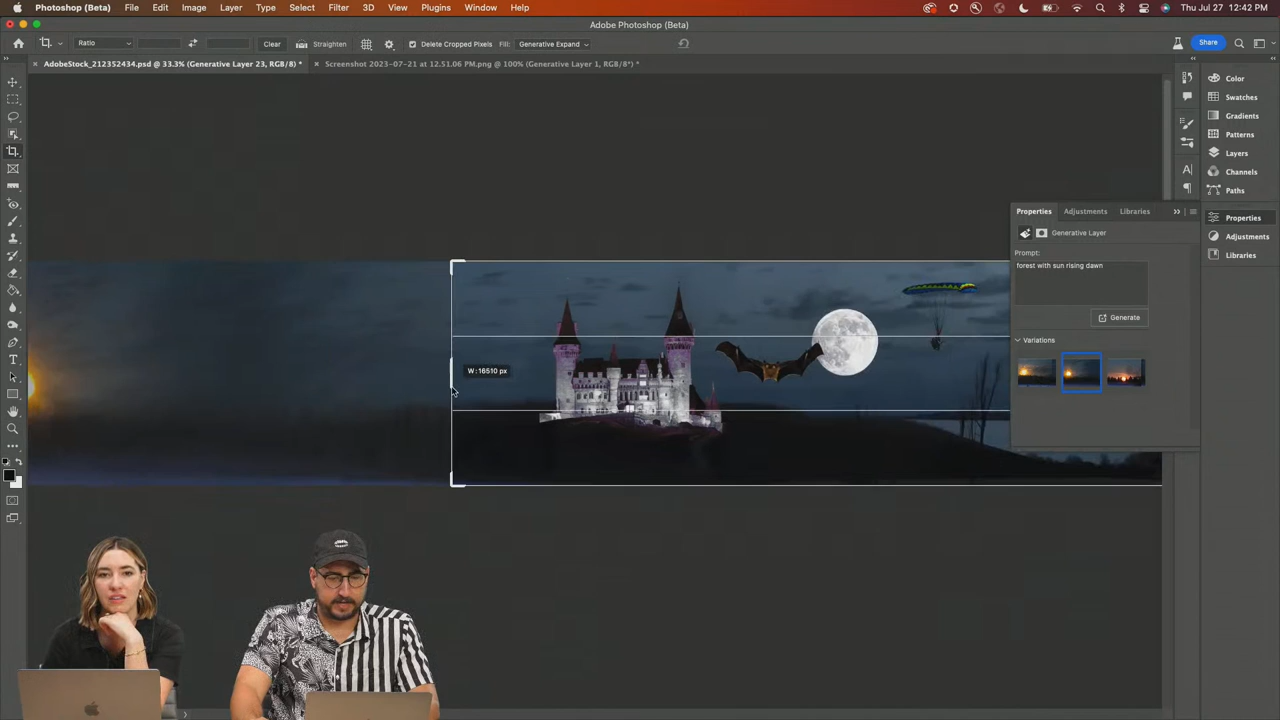 Photoshop (Beta) File Edit Image Layer Type Select Filter 3D View Plugins Window Help Thu Jul 27 12:42 PM
Adobe Photoshop (Beta)
Ratio Clear Straighten Delete Cropped Pixels Fill: Generative Expand Share
AdobeStock_212352434.psd @ 33.3% (Generative Layer 23, RGB/8) * Screenshot 2023-07-21 at 12.51.06 PM.png @ 100% (Generative Layer 1, RGB/8*) *
Color
Swatches
Gradients
Patterns
Layers
Channels
Paths
Properties
Adjustments
Libraries
Properties Adjustments Libraries
Generative Layer
Prompt:
forest with sun rising dawn
Generate
Variations
W : 16510 px